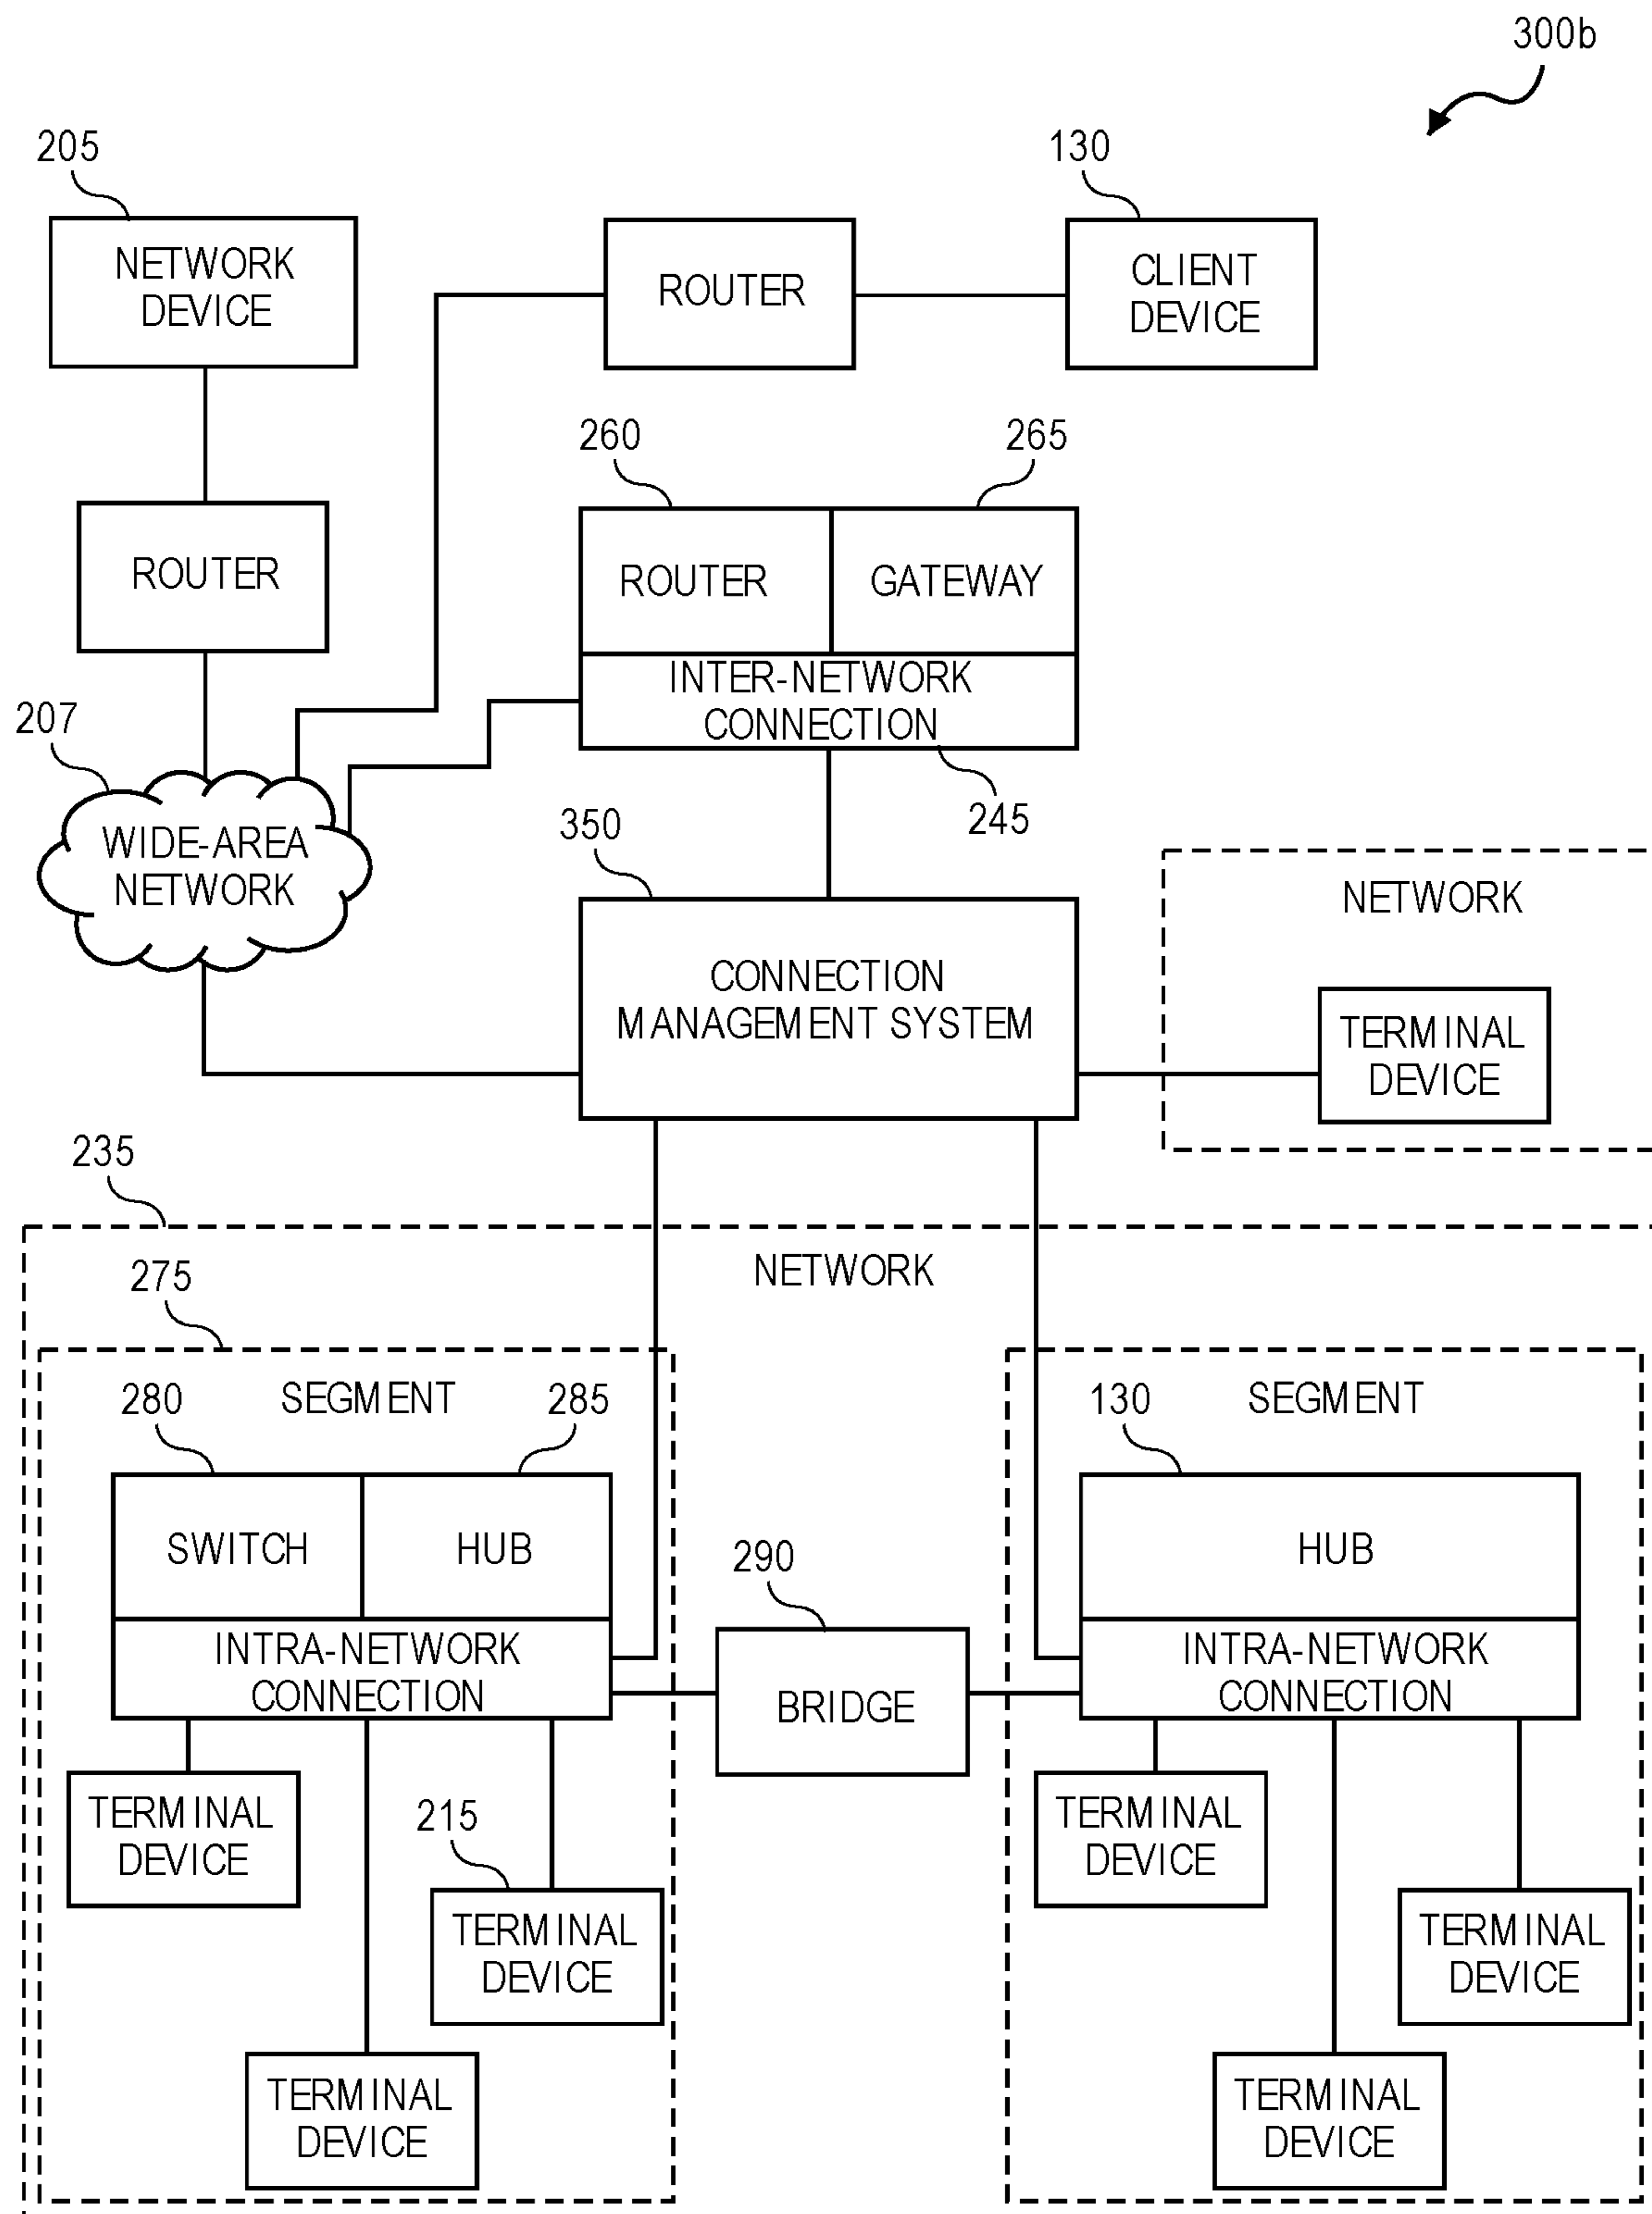 300b
205
130
NETWORK
DEVICE
ROUTER
CLIENT
DEVICE
260
265
ROUTER
ROUTER
GATEWAY
INTER-NETWORK
CONNECTION
207
245
WIDE-AREA
NETWORK
350
NETWORK
CONNECTION
MANAGEMENT SYSTEM
TERMINAL
DEVICE
235
NETWORK
275
SEGMENT
280
285
SWITCH
HUB
INTRA-NETWORK
CONNECTION
290
BRIDGE
SEGMENT
130
HUB
INTRA-NETWORK
CONNECTION
TERMINAL
DEVICE
215
TERMINAL
DEVICE
TERMINAL
DEVICE
TERMINAL
DEVICE
TERMINAL
DEVICE
TERMINAL
DEVICE